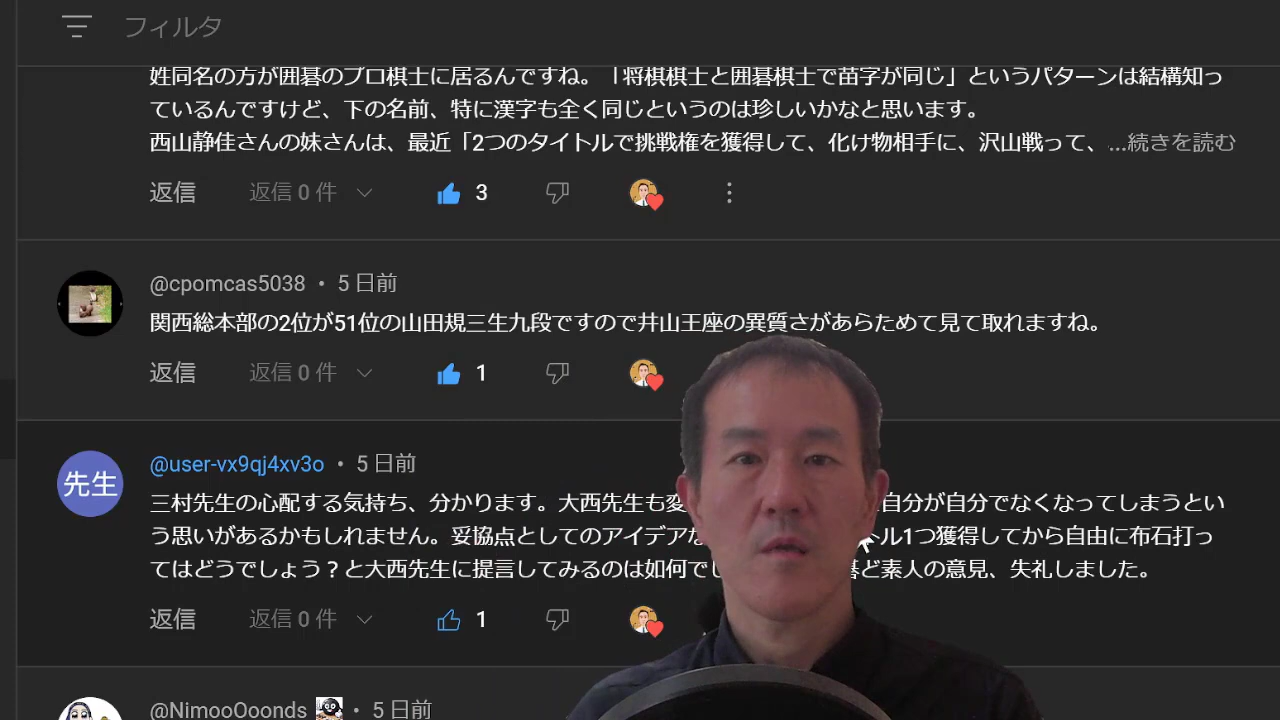 フィルタ
姓同名の方が囲碁のプロ棋士に居るんですね。「将棋棋士と囲碁棋士で苗字が同じ」というパターンは結構知っ
ているんですけど、下の名前、特に漢字も全く同じというのは珍しいかなと思います。
西山静佳さんの妹さんは、最近「2つのタイトルで挑戦権を獲得して、化け物相手に、沢山戦って、 ...続きを読む
返信 返信 0 件 3
@cpomcas5038 • 5 日前
関西総本部の2位が51位の山田規三生九段ですので井山王座の異質さがあらためて見て取れますね。
返信 返信 0 件 1
先生
@user-vx9qj4xv3o • 5 日前
三村先生の心配する気持ち、分かります。大西先生も変 自分が自分でなくなってしまうとい
う思いがあるかもしれません。妥協点としてのアイデアな トル1つ獲得してから自由に布石打っ
てはどうでしょう?と大西先生に提言してみるのは如何でし ど素人の意見、失礼しました。
返信 返信 0 件 1
@NimooOoonds • 5 日前